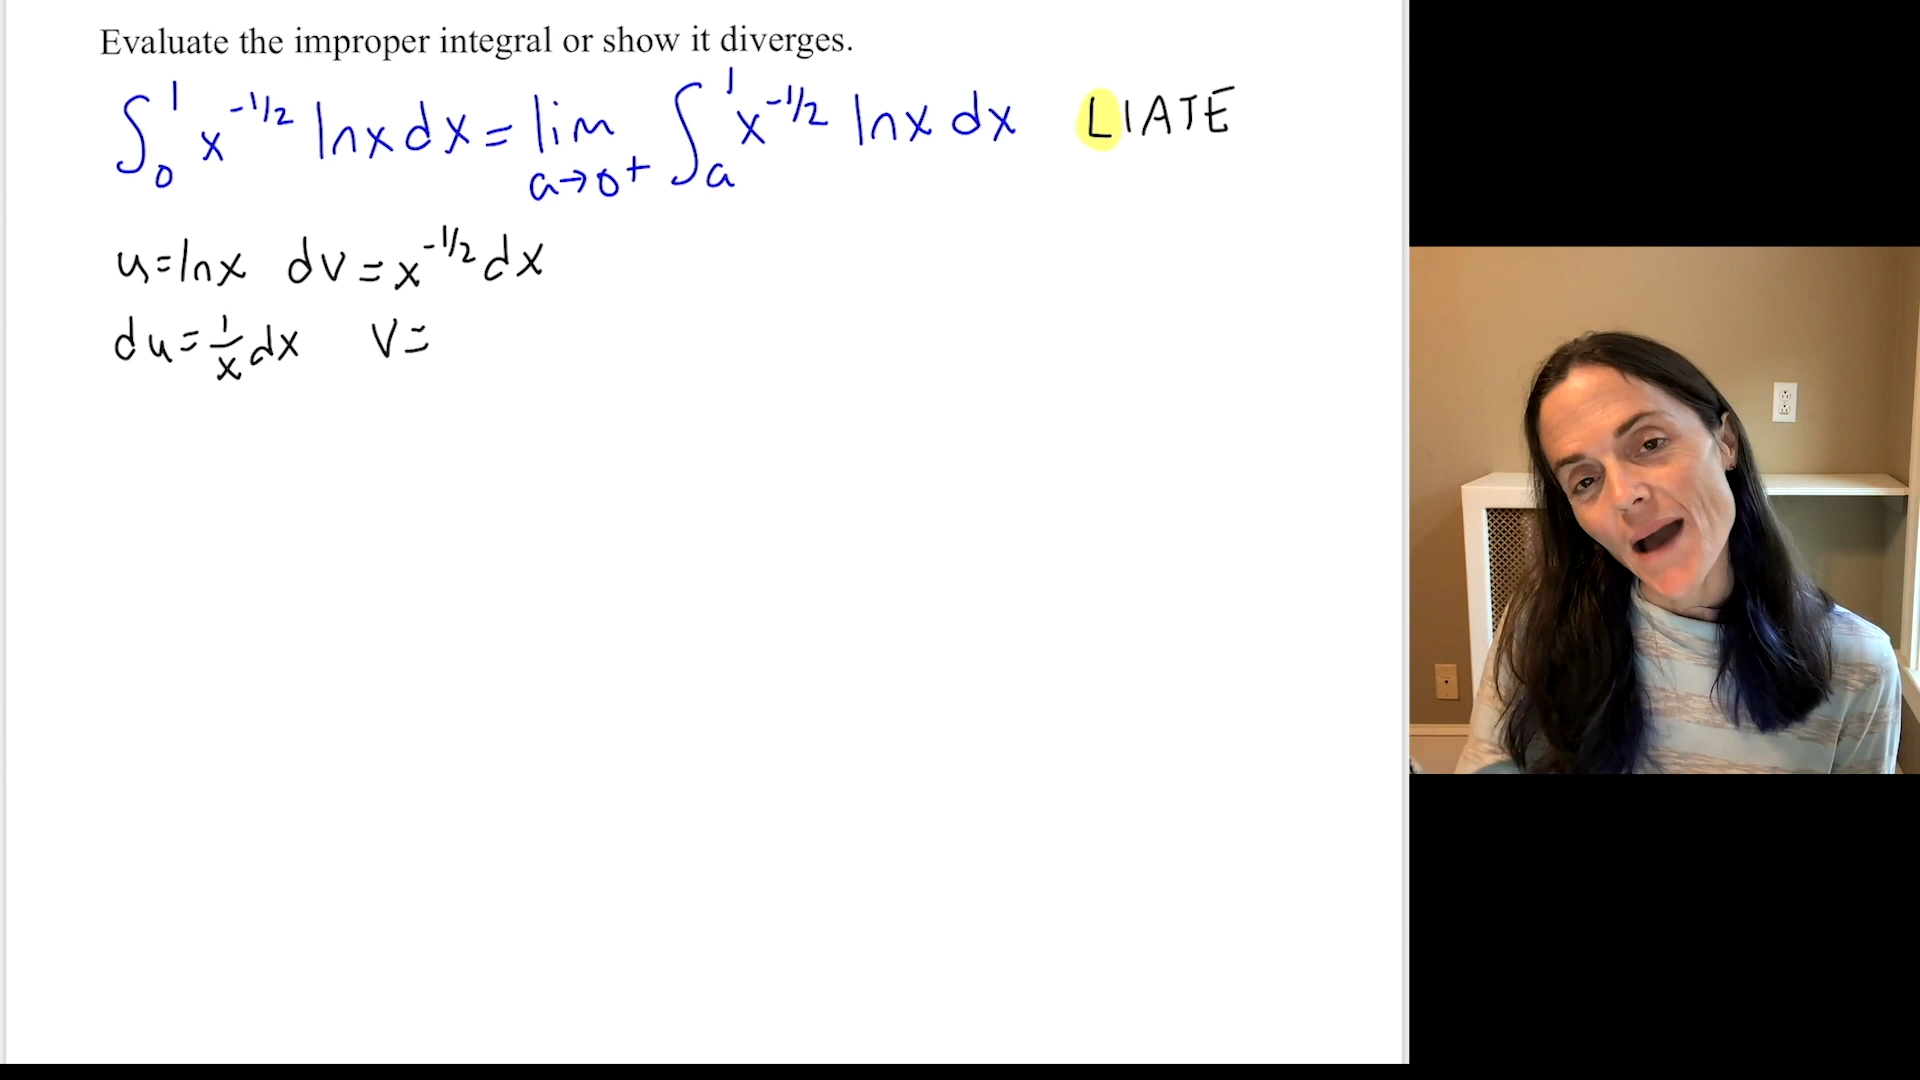 Evaluate the improper integral or show it diverges.
∫₀¹ x^(-1/2) ln x dx = lim_(a→0⁺) ∫ₐ¹ x^(-1/2) ln x dx LIATE
u = ln x dv = x^(-1/2) dx
du = 1/x dx v =